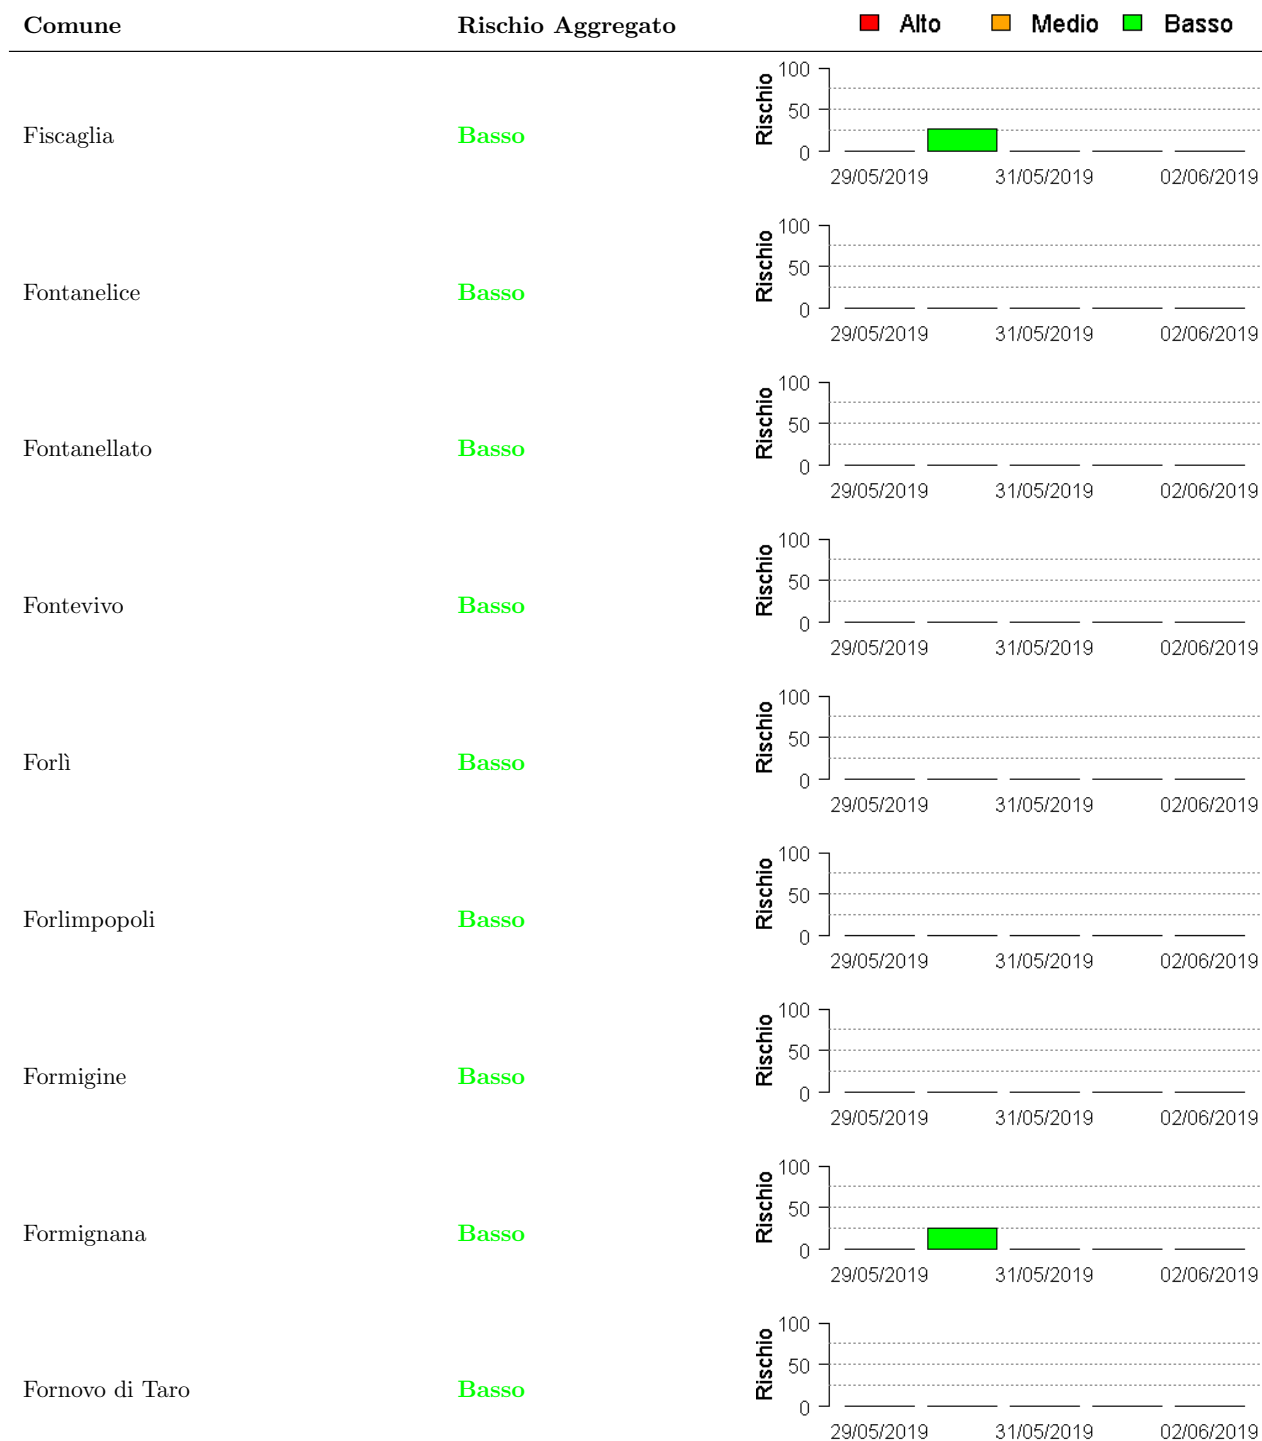 Comune Rischio Aggregato Alto Medio Basso
Fiscaglia Basso Rischio 100 50 0
29/05/2019 31/05/2019 02/06/2019
Fontanelice Basso Rischio 100 50 0
29/05/2019 31/05/2019 02/06/2019
Fontanellato Basso Rischio 100 50 0
29/05/2019 31/05/2019 02/06/2019
Fontevivo Basso Rischio 100 50 0
29/05/2019 31/05/2019 02/06/2019
Forlì Basso Rischio 100 50 0
29/05/2019 31/05/2019 02/06/2019
Forlimpopoli Basso Rischio 100 50 0
29/05/2019 31/05/2019 02/06/2019
Formigine Basso Rischio 100 50 0
29/05/2019 31/05/2019 02/06/2019
Formignana Basso Rischio 100 50 0
29/05/2019 31/05/2019 02/06/2019
Fornovo di Taro Basso Rischio 100 50 0
29/05/2019 31/05/2019 02/06/2019